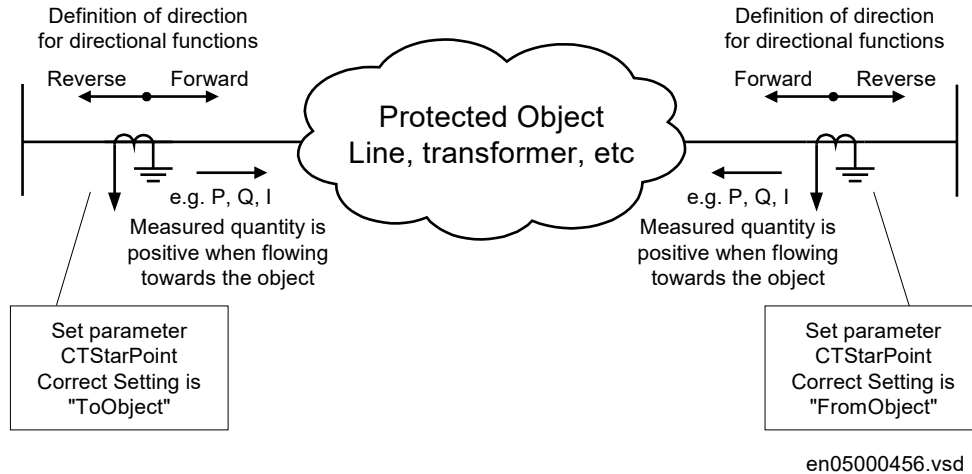 Definition of direction
for directional functions
Reverse Forward
Definition of direction
for directional functions
Forward Reverse
Protected Object
Line, transformer, etc
e.g. P, Q, I
Measured quantity is
positive when flowing
towards the object
e.g. P, Q, I
Measured quantity is
positive when flowing
towards the object
Set parameter
CTStarPoint
Correct Setting is
"ToObject"
Set parameter
CTStarPoint
Correct Setting is
"FromObject"
en05000456.vsd